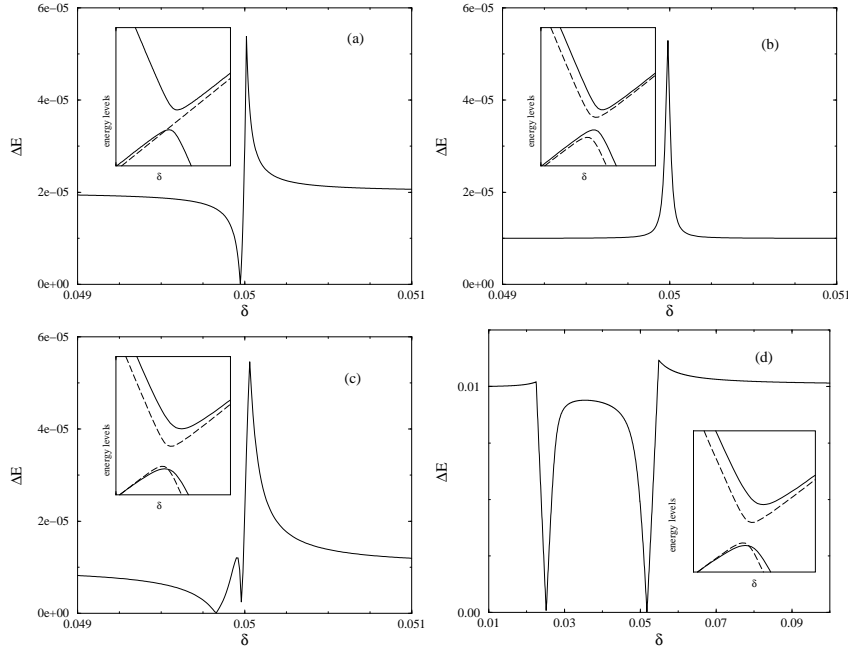 6e−05
4e−05
2e−05
0e+00
ΔE
0.049
0.05
0.051
δ
(a)
energy levels
δ
6e−05
4e−05
2e−05
0e+00
ΔE
0.049
0.05
0.051
δ
(b)
energy levels
δ
6e−05
4e−05
2e−05
0e+00
ΔE
0.049
0.05
0.051
δ
(c)
energy levels
δ
0.01
0.00
ΔE
0.01
0.03
0.05
0.07
0.09
δ
(d)
energy levels
δ